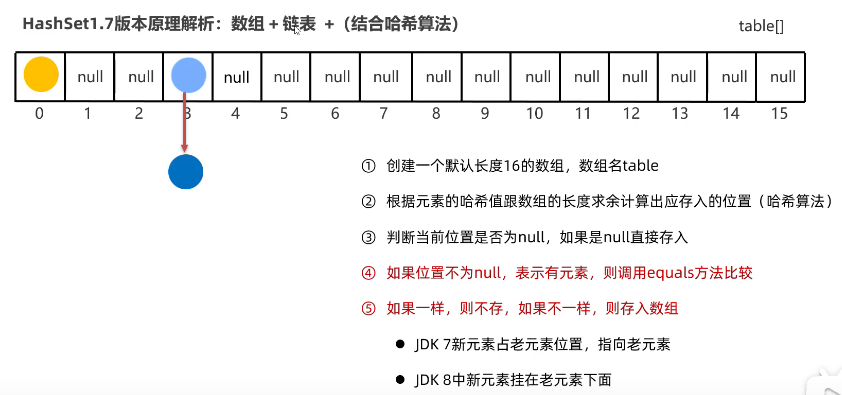 HashSet1.7版本原理解析：数组 + 链表 +（结合哈希算法）
table[]
null null null null null null null null null null null null null null
0 1 2 3 4 5 6 7 8 9 10 11 12 13 14 15
① 创建一个默认长度16的数组，数组名table
② 根据元素的哈希值跟数组的长度求余计算出应存入的位置（哈希算法）
③ 判断当前位置是否为null，如果是null直接存入
④ 如果位置不为null，表示有元素，则调用equals方法比较
⑤ 如果一样，则不存，如果不一样，则存入数组
● JDK 7新元素占老元素位置，指向老元素
● JDK 8中新元素挂在老元素下面